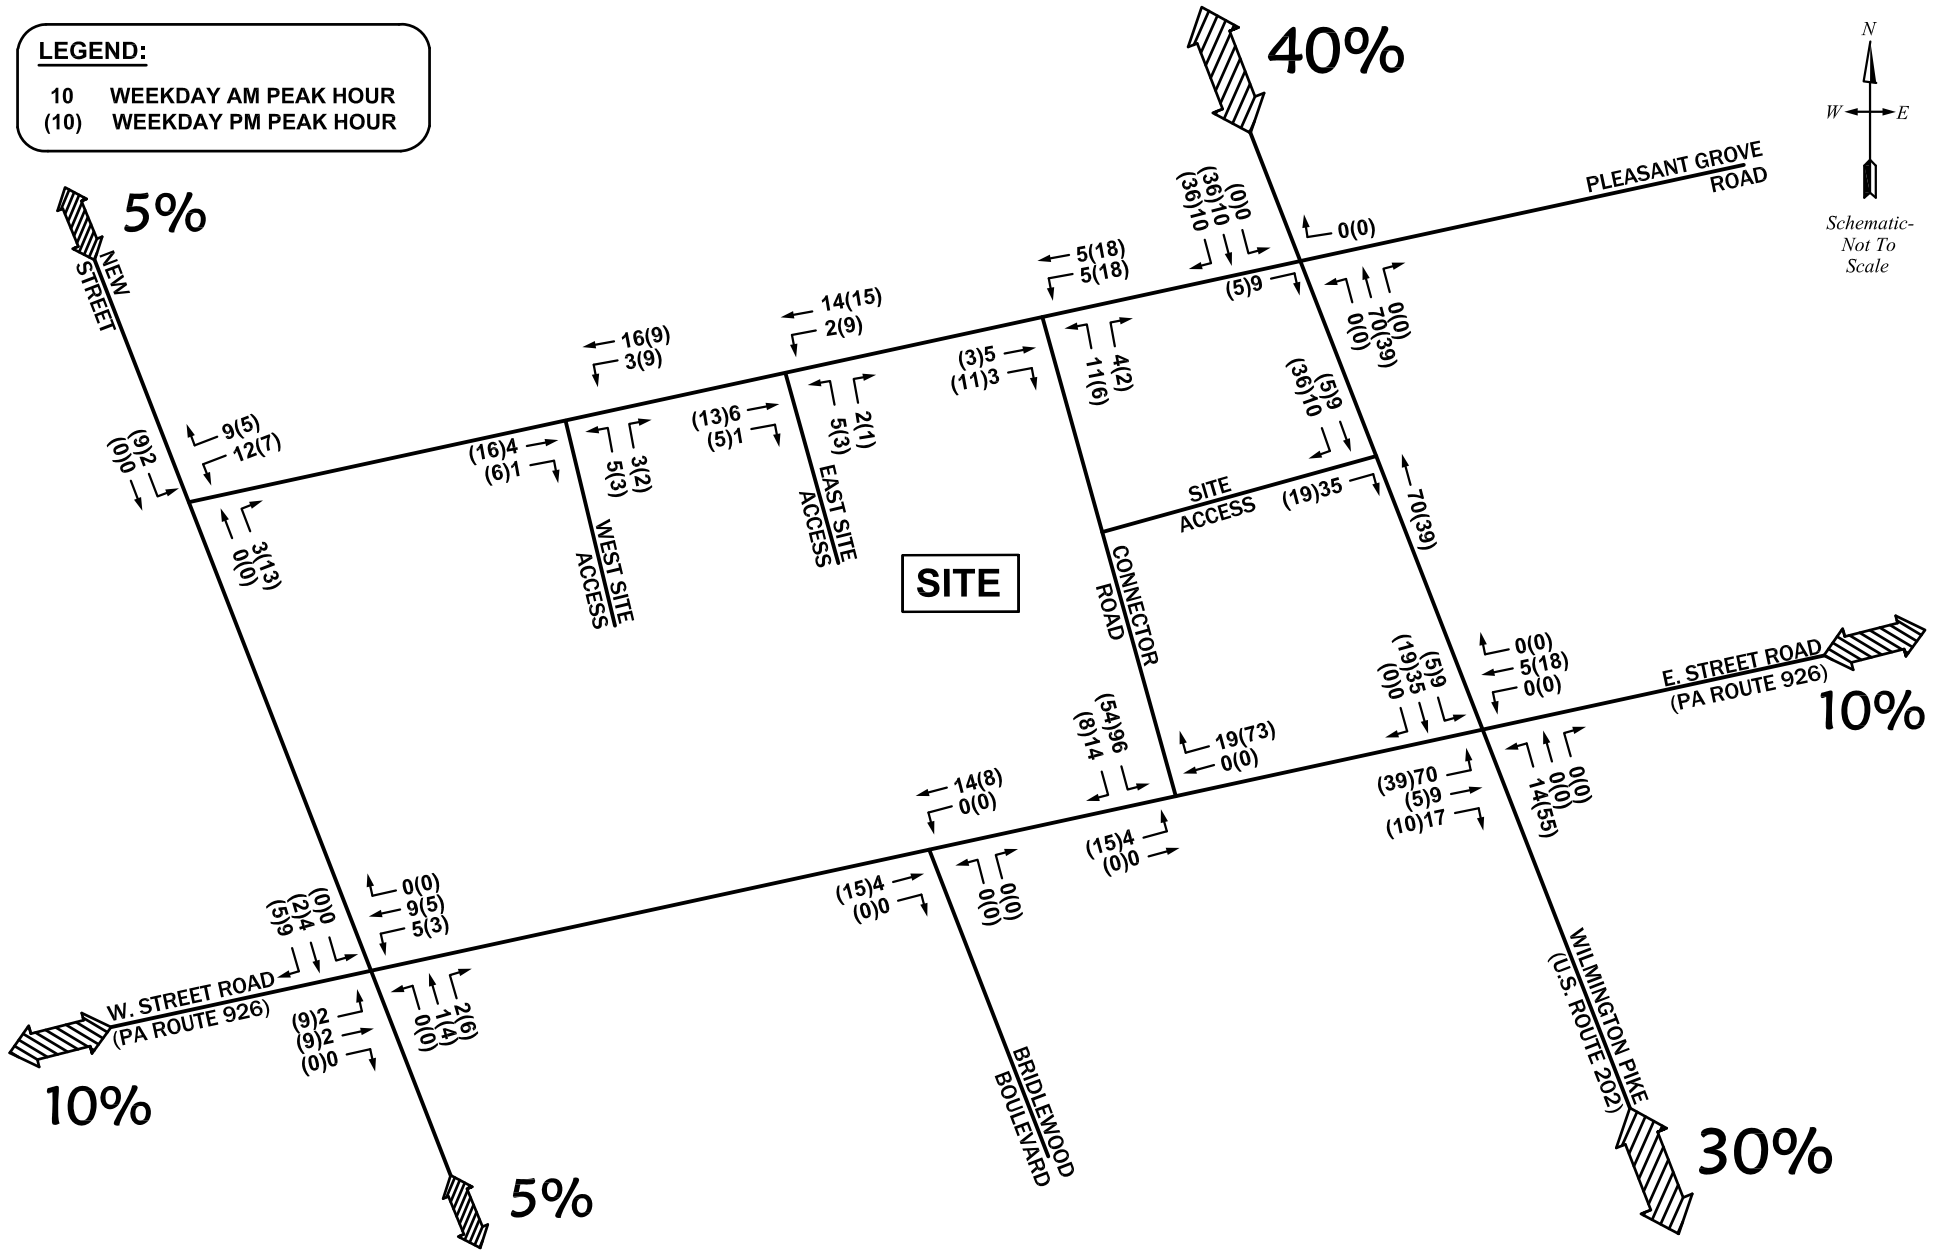 LEGEND:
10 WEEKDAY AM PEAK HOUR
(10) WEEKDAY PM PEAK HOUR
40%
N
W E
Schematic-
Not To
Scale
PLEASANT GROVE
ROAD
5%
NEW
STREET
(0)0
(36)10
(36)10
0(0)
(5)9
0(0)
70(39)
0(0)
5(18)
5(18)
(3)5
(11)3
4(2)
11(6)
14(15)
2(9)
(13)6
(5)1
2(1)
5(3)
16(9)
3(9)
(16)4
(6)1
3(2)
5(3)
9(5)
12(7)
(9)2
(0)0
3(13)
0(0)
(5)9
(36)10
(19)35
70(39)
SITE
ACCESS
EAST SITE
ACCESS
WEST SITE
ACCESS
SITE
CONNECTOR
ROAD
(5)9
(19)35
(0)0
0(0)
5(18)
0(0)
E. STREET ROAD
(PA ROUTE 926)
10%
(39)70
(5)9
(10)17
0(0)
0(0)
14(55)
(54)96
(8)14
19(73)
0(0)
(15)4
(0)0
14(8)
0(0)
(15)4
(0)0
0(0)
0(0)
(0)0
(2)4
(5)9
0(0)
9(5)
5(3)
W. STREET ROAD
(PA ROUTE 926)
10%
(9)2
(9)2
(0)0
2(6)
1(4)
0(0)
BRIDLEWOOD
BOULEVARD
WILMINGTON PIKE
(U.S. ROUTE 202)
30%
5%